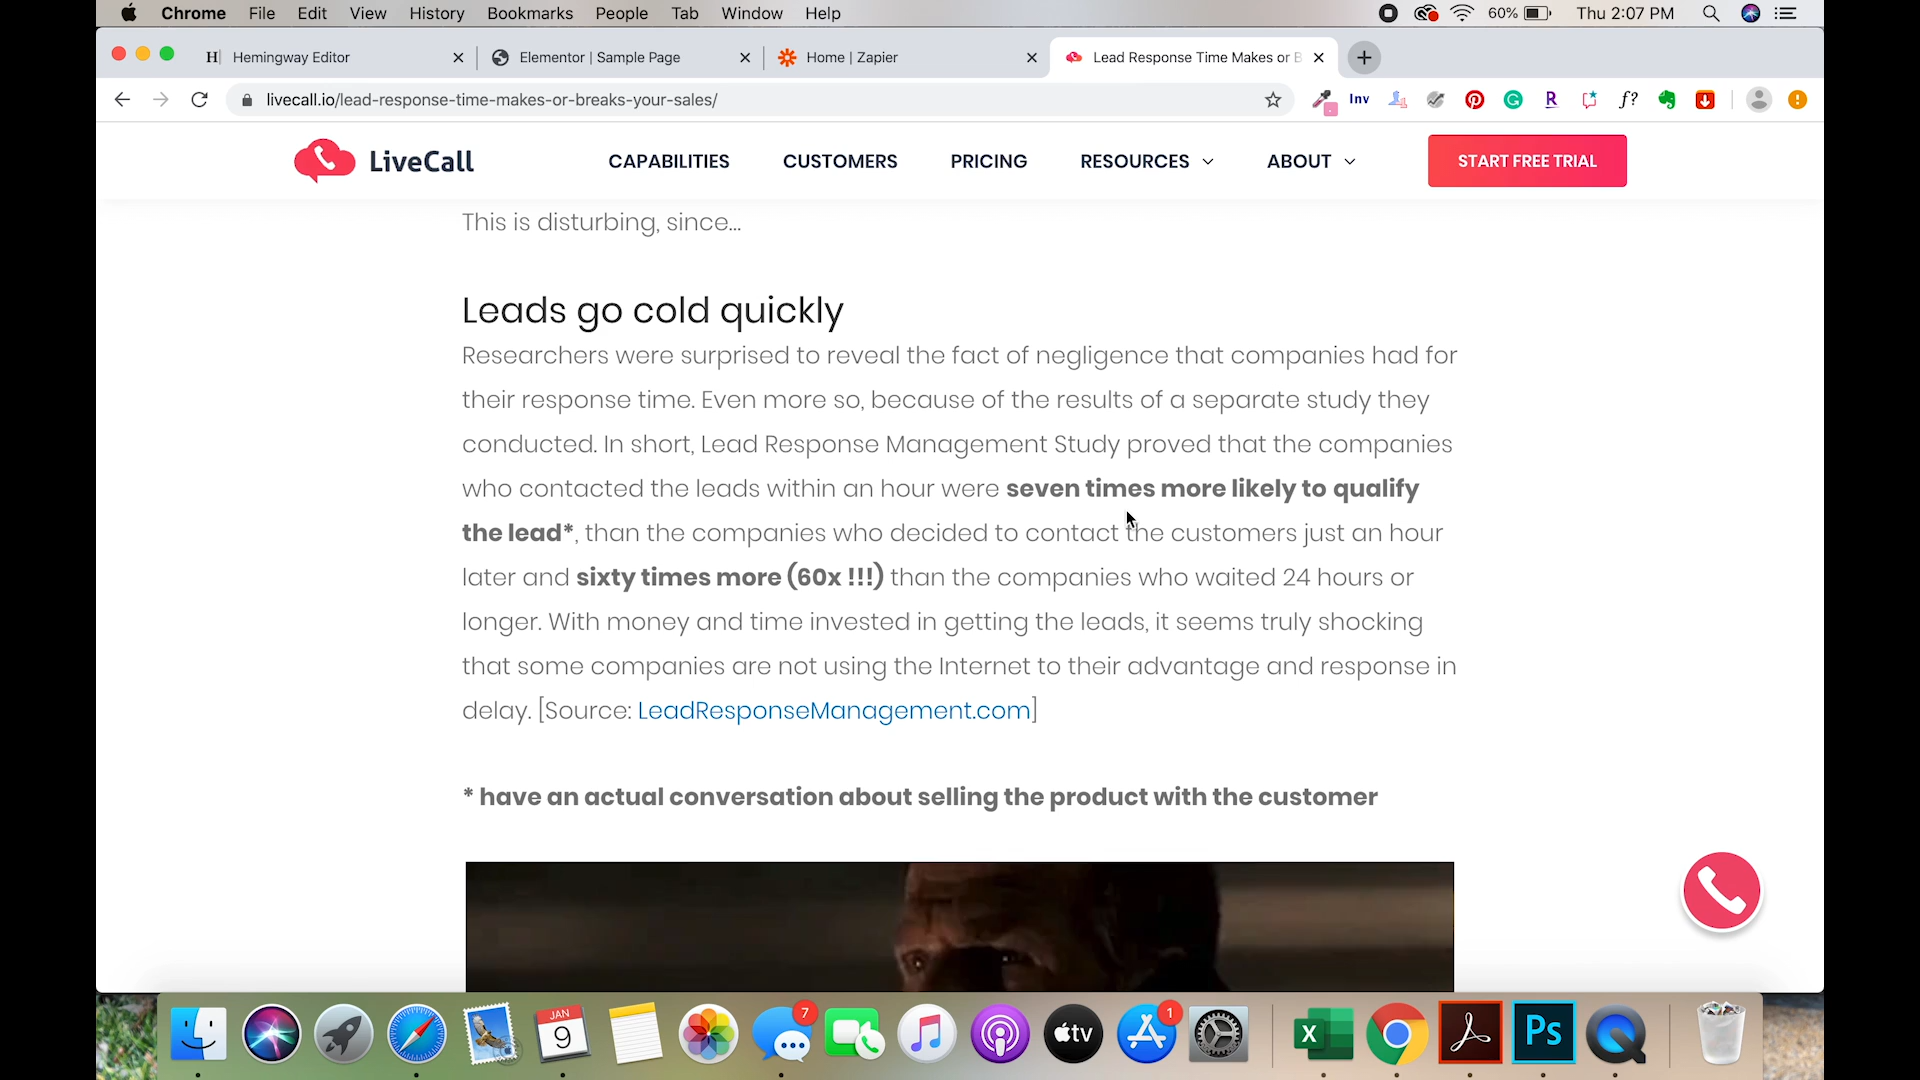 Chrome File Edit View History Bookmarks People Tab Window Help 60% Thu 2:07 PM
Hemingway Editor Elementor | Sample Page Home | Zapier Lead Response Time Makes or B
livecall.io/lead-response-time-makes-or-breaks-your-sales/
LiveCall CAPABILITIES CUSTOMERS PRICING RESOURCES ABOUT START FREE TRIAL
This is disturbing, since...
Leads go cold quickly
Researchers were surprised to reveal the fact of negligence that companies had for
their response time. Even more so, because of the results of a separate study they
conducted. In short, Lead Response Management Study proved that the companies
who contacted the leads within an hour were seven times more likely to qualify
the lead*, than the companies who decided to contact the customers just an hour
later and sixty times more (60x !!!) than the companies who waited 24 hours or
longer. With money and time invested in getting the leads, it seems truly shocking
that some companies are not using the Internet to their advantage and response in
delay. [Source: LeadResponseManagement.com]
* have an actual conversation about selling the product with the customer
JAN
9
7
tv
1
X
Ps
H
Inv
R
f?